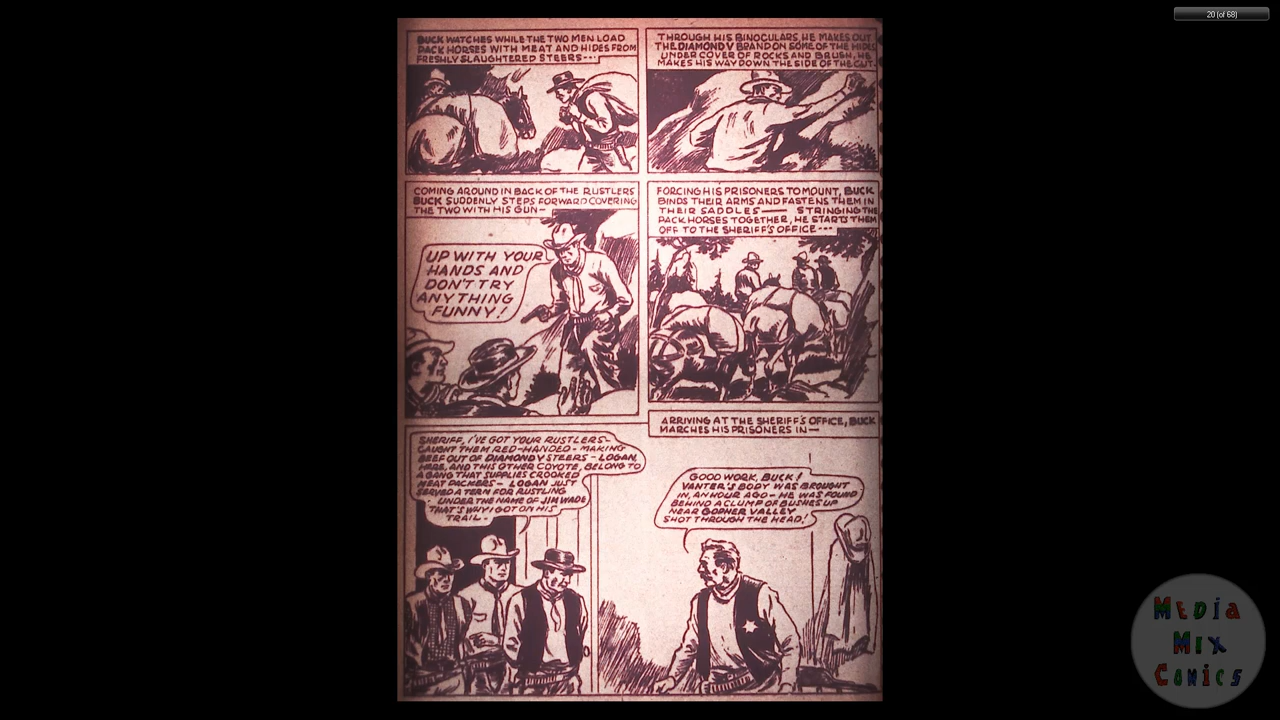 20 (of 68)
BUCK WATCHES WHILE THE TWO MEN LOAD
PACK HORSES WITH MEAT AND HIDES FROM
FRESHLY SLAUGHTERED STEERS---
THROUGH HIS BINOCULARS, HE MAKES OUT
THE DIAMOND V BRAND ON SOME OF THE HIDES
UNDER COVER OF ROCKS AND BRUSH, HE
MAKES HIS WAY DOWN THE SIDE OF THE CUT-
COMING AROUND IN BACK OF THE RUSTLERS
BUCK SUDDENLY STEPS FORWARD COVERING
THE TWO WITH HIS GUN-
UP WITH YOUR
HANDS AND
DON'T TRY
ANYTHING
FUNNY!
FORCING HIS PRISONERS TO MOUNT, BUCK
BINDS THEIR ARMS AND FASTENS THEM IN
THEIR SADDLES — STRINGING THE
PACK HORSES TOGETHER, HE STARTS THEM
OFF TO THE SHERIFF'S OFFICE---
SHERIFF, I'VE GOT YOUR RUSTLERS-
CAUGHT THEM RED-HANDED - MAKING
BEEF OUT OF DIAMOND V STEERS - LOGAN,
HERE, AND THIS OTHER COYOTE, BELONG TO
A GANG THAT SUPPLIES CROOKED
MEAT PACKERS - LOGAN JUST
SERVED A TERM FOR RUSTLING
UNDER THE NAME OF JIM WADE
THAT'S WHY I GOT ON HIS
TRAIL-
ARRIVING AT THE SHERIFF'S OFFICE, BUCK
MARCHES HIS PRISONERS IN—
GOOD WORK, BUCK!
VANTER'S BODY WAS BROUGHT
IN, AN HOUR AGO - HE WAS FOUND
BEHIND A CLUMP OF BUSHES UP
NEAR GOPHER VALLEY
SHOT THROUGH THE HEAD!
MEDIA
MIX
COMICS